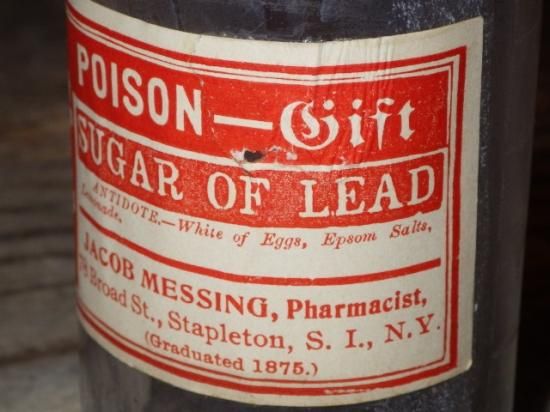 POISON—Gift
SUGAR OF LEAD
ANTIDOTE.—White of Eggs, Epsom Salts,
Lemonade.
JACOB MESSING, Pharmacist,
Broad St., Stapleton, S. I., N.Y.
(Graduated 1875.)